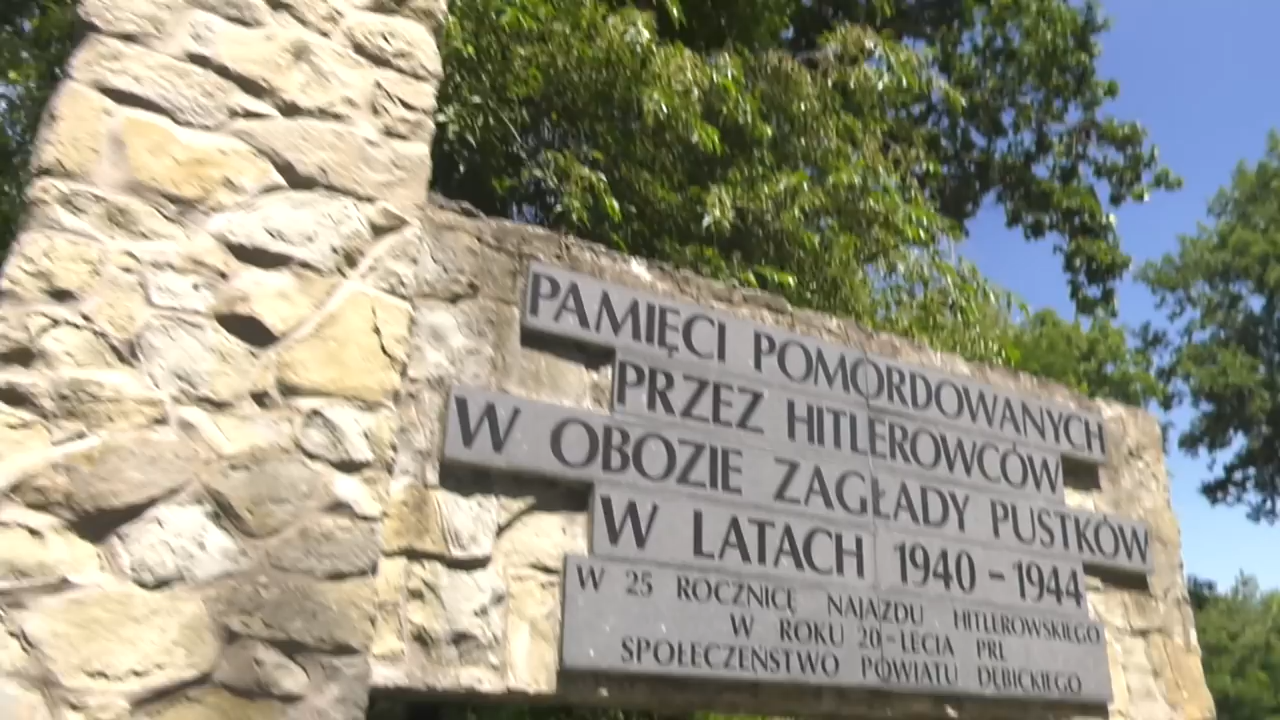 PAMIĘCI POMORDOWANYCH
PRZEZ HITLEROWCÓW
W OBOZIE ZAGŁADY PUSTKÓW
W LATACH 1940 - 1944
W 25 ROCZNICĘ NAJAZDU HITLEROWSKIEGO
W ROKU 20-LECIA PRL
SPOŁECZEŃSTWO POWIATU DĘBICKIEGO